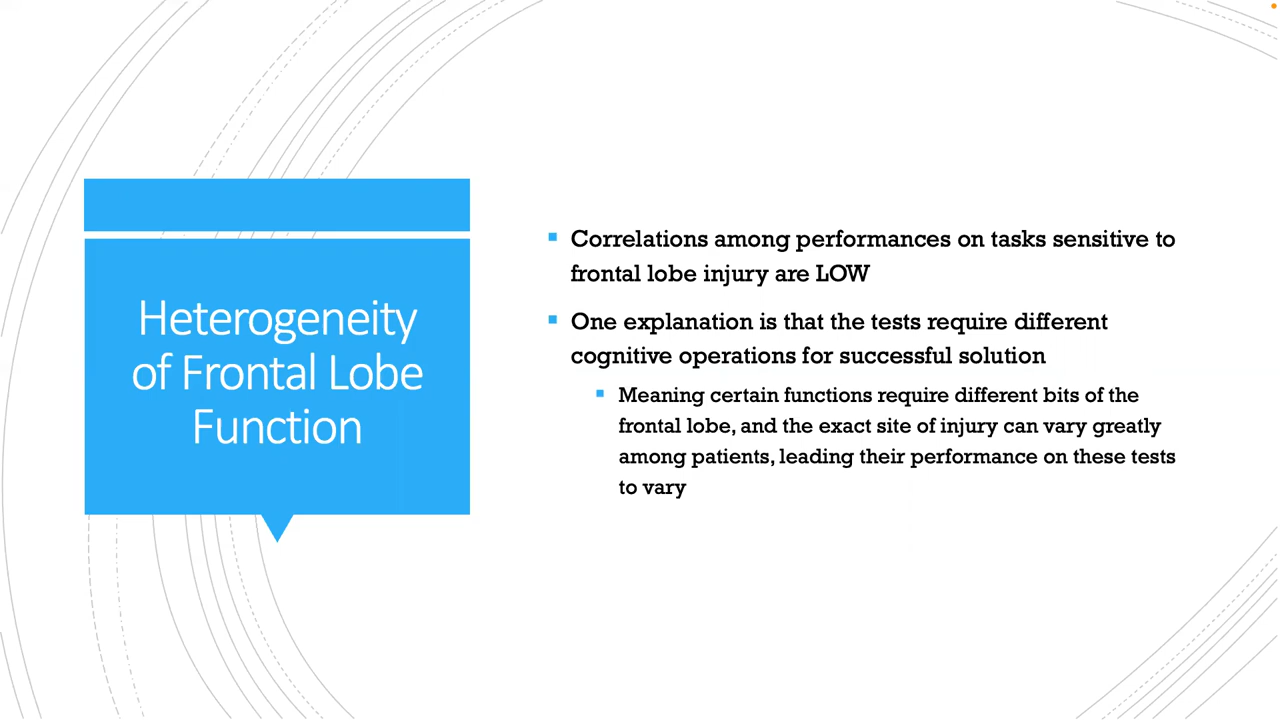 Heterogeneity
of Frontal Lobe
Function
Correlations among performances on tasks sensitive to
frontal lobe injury are LOW
One explanation is that the tests require different
cognitive operations for successful solution
Meaning certain functions require different bits of the
frontal lobe, and the exact site of injury can vary greatly
among patients, leading their performance on these tests
to vary